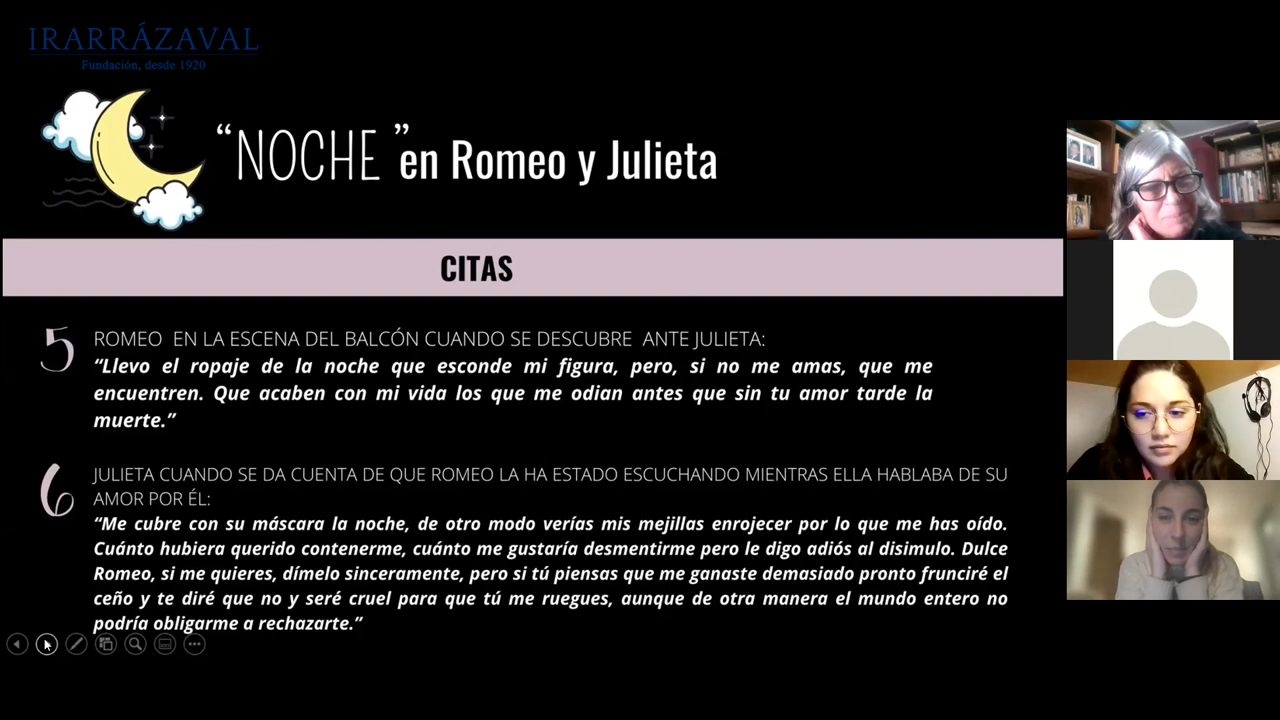 IRARRÁZAVAL
Fundación, desde 1920
“NOCHE” en Romeo y Julieta
CITAS
5
ROMEO EN LA ESCENA DEL BALCÓN CUANDO SE DESCUBRE ANTE JULIETA:
“Llevo el ropaje de la noche que esconde mi figura, pero, si no me amas, que me
encuentren. Que acaben con mi vida los que me odian antes que sin tu amor tarde la
muerte.”
6
JULIETA CUANDO SE DA CUENTA DE QUE ROMEO LA HA ESTADO ESCUCHANDO MIENTRAS ELLA HABLABA DE SU
AMOR POR ÉL:
“Me cubre con su máscara la noche, de otro modo verías mis mejillas enrojecer por lo que me has oído.
Cuánto hubiera querido contenerme, cuánto me gustaría desmentirme pero le digo adiós al disimulo. Dulce
Romeo, si me quieres, dímelo sinceramente, pero si tú piensas que me ganaste demasiado pronto frunciré el
ceño y te diré que no y seré cruel para que tú me ruegues, aunque de otra manera el mundo entero no
podría obligarme a rechazarte.”